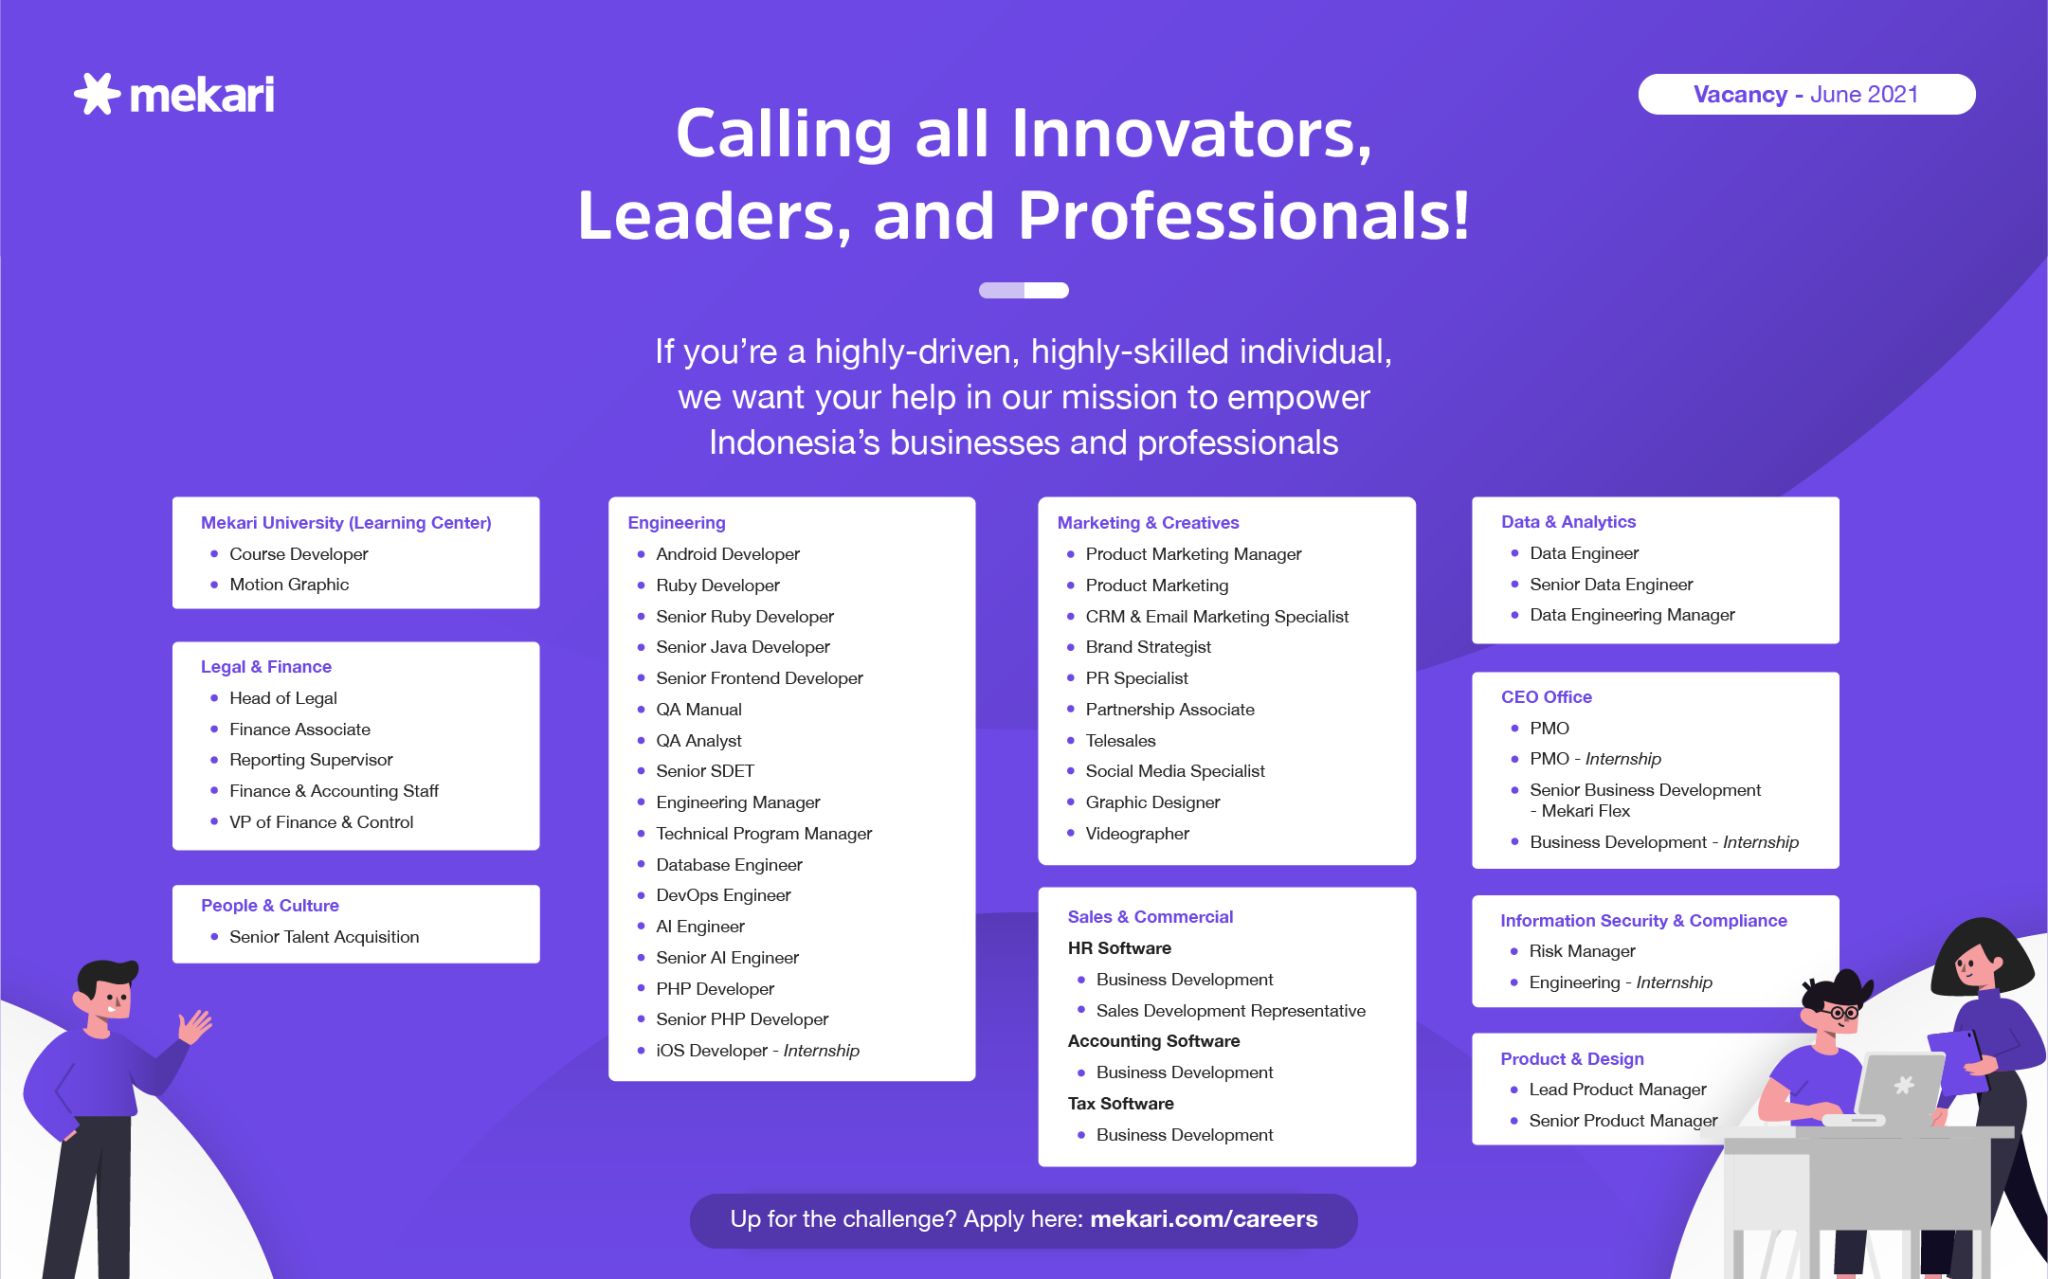 mekari
Vacancy - June 2021
Calling all Innovators,
Leaders, and Professionals!
If you're a highly-driven, highly-skilled individual,
we want your help in our mission to empower
Indonesia's businesses and professionals
Mekari University (Learning Center)
• Course Developer
• Motion Graphic
Legal & Finance
• Head of Legal
• Finance Associate
• Reporting Supervisor
• Finance & Accounting Staff
• VP of Finance & Control
People & Culture
• Senior Talent Acquisition
Engineering
• Android Developer
• Ruby Developer
• Senior Ruby Developer
• Senior Java Developer
• Senior Frontend Developer
• QA Manual
• QA Analyst
• Senior SDET
• Engineering Manager
• Technical Program Manager
• Database Engineer
• DevOps Engineer
• AI Engineer
• Senior AI Engineer
• PHP Developer
• Senior PHP Developer
• iOS Developer - Internship
Marketing & Creatives
• Product Marketing Manager
• Product Marketing
• CRM & Email Marketing Specialist
• Brand Strategist
• PR Specialist
• Partnership Associate
• Telesales
• Social Media Specialist
• Graphic Designer
• Videographer
Sales & Commercial
HR Software
• Business Development
• Sales Development Representative
Accounting Software
• Business Development
Tax Software
• Business Development
Data & Analytics
• Data Engineer
• Senior Data Engineer
• Data Engineering Manager
CEO Office
• PMO
• PMO - Internship
• Senior Business Development
- Mekari Flex
• Business Development - Internship
Information Security & Compliance
• Risk Manager
• Engineering - Internship
Product & Design
• Lead Product Manager
• Senior Product Manager
Up for the challenge? Apply here: mekari.com/careers